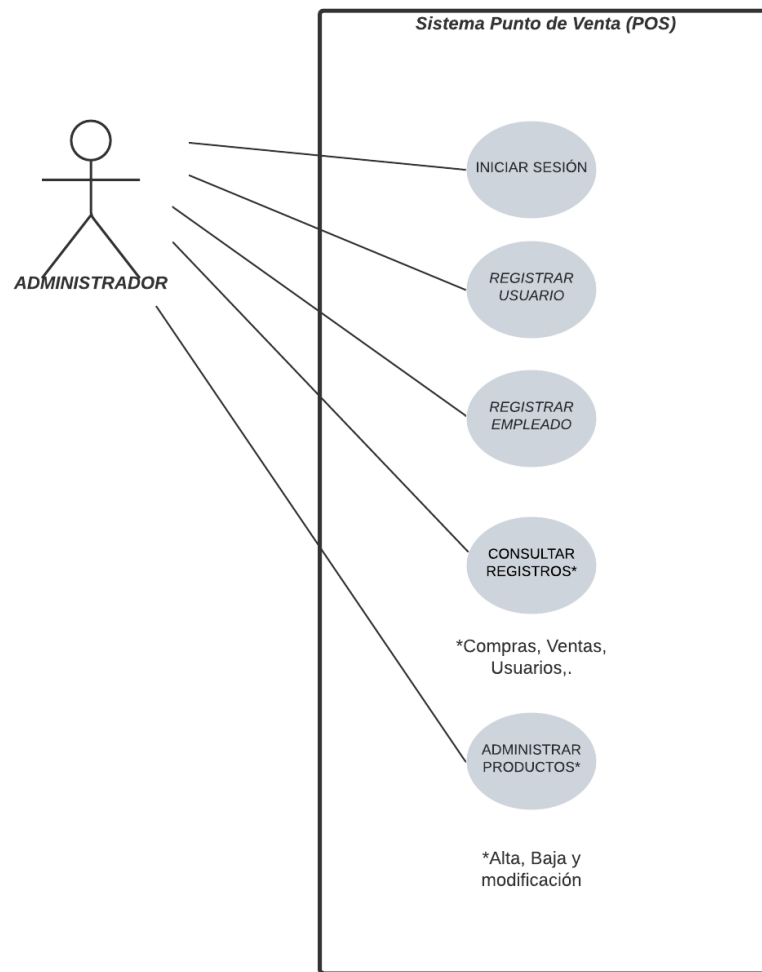 Sistema Punto de Venta (POS)
INICIAR SESIÓN
ADMINISTRADOR
REGISTRAR
USUARIO
REGISTRAR
EMPLEADO
CONSULTAR
REGISTROS*
*Compras, Ventas,
Usuarios,.
ADMINISTRAR
PRODUCTOS*
*Alta, Baja y
modificación